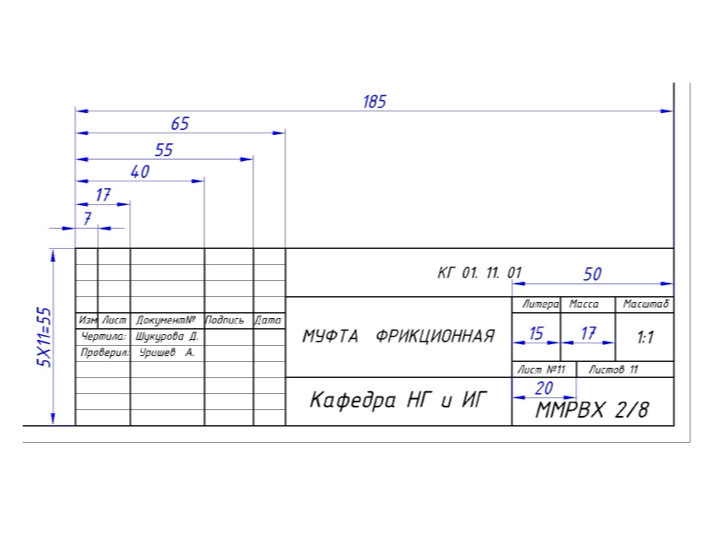 185
65
55
40
17
7
КГ 01. 11. 01
50
5X11=55
Литера Масса Масштаб
Изм Лист Документ№ Подпись Дата
МУФТА ФРИКЦИОННАЯ
15 17 1:1
Чертила: Шукурова Д.
Проверил: Уришев А.
Лист №11 Листов 11
20
Кафедра НГ и ИГ
ММРВХ 2/8